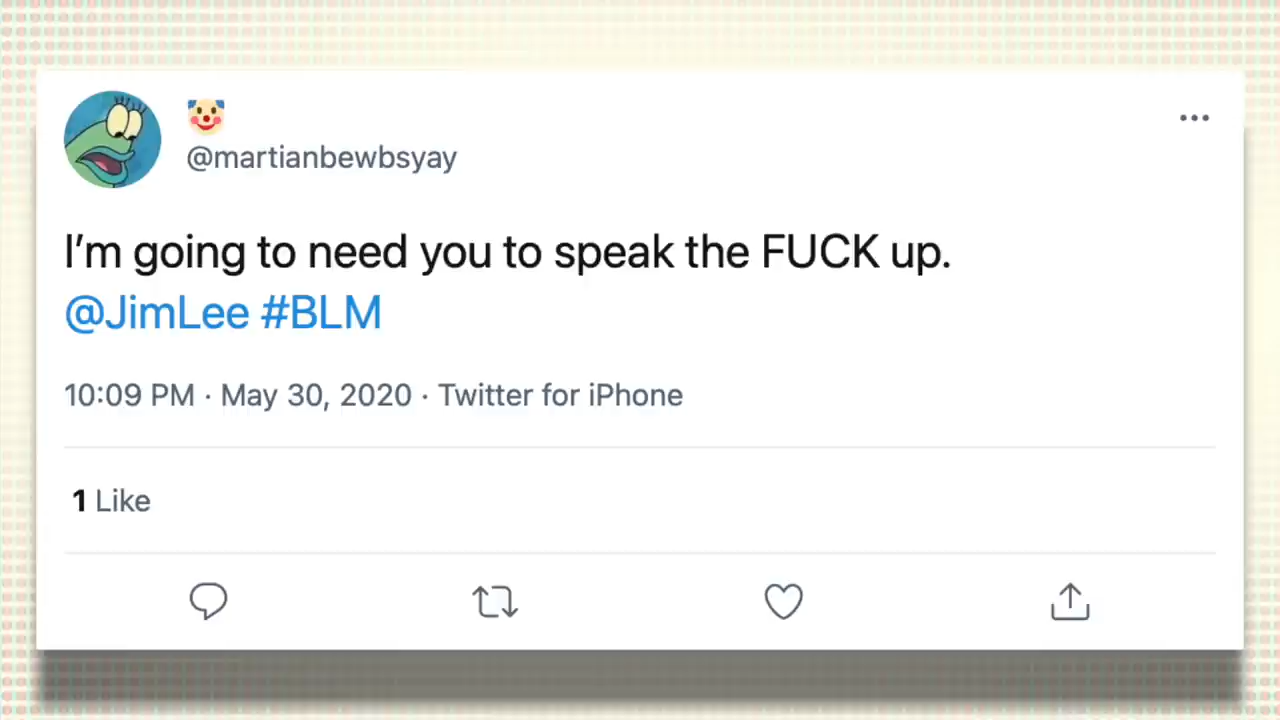 🤡
@martianbewbsyay
I'm going to need you to speak the FUCK up.
@JimLee #BLM
10:09 PM · May 30, 2020 · Twitter for iPhone
1 Like